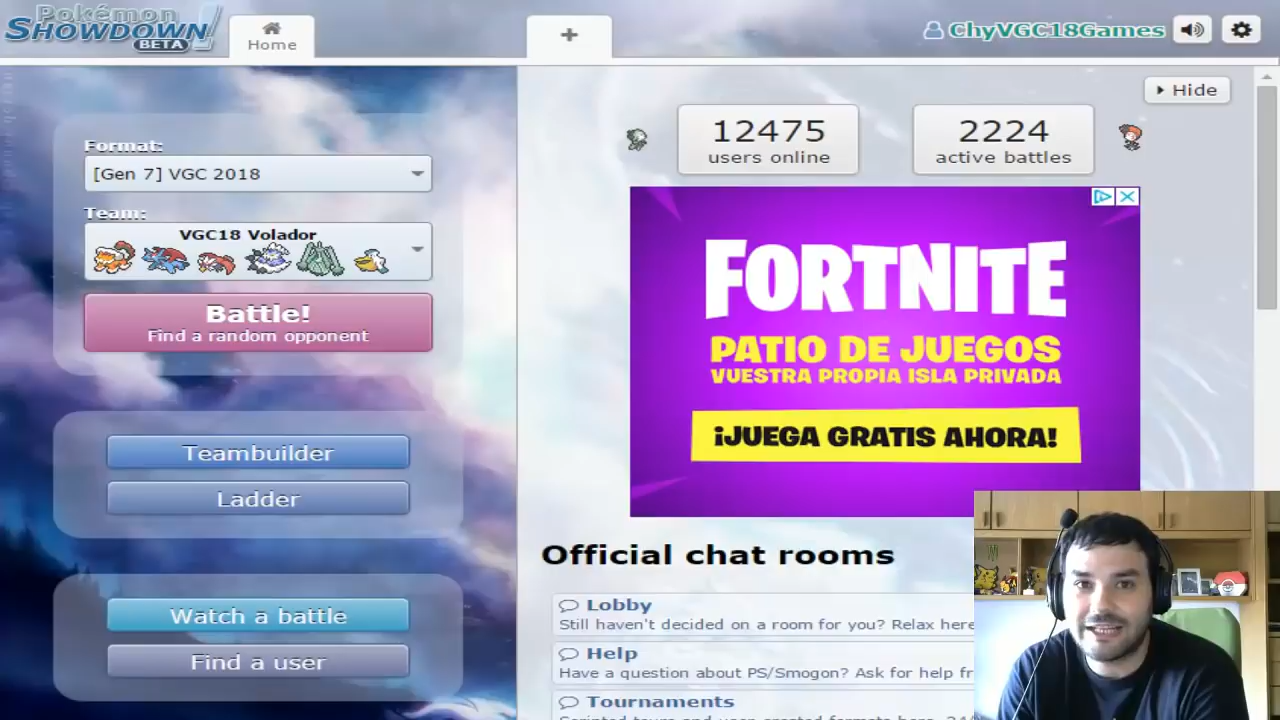 Pokémon
SHOWDOWN!
BETA
Home
ChyVGC18Games
Hide
Format:
[Gen 7] VGC 2018
Team:
VGC18 Volador
Battle!
Find a random opponent
Teambuilder
Ladder
Watch a battle
Find a user
12475
users online
2224
active battles
FORTNITE
PATIO DE JUEGOS
VUESTRA PROPIA ISLA PRIVADA
¡JUEGA GRATIS AHORA!
Official chat rooms
Lobby
Still haven't decided on a room for you? Relax here
Help
Have a question about PS/Smogon? Ask for help
Tournaments